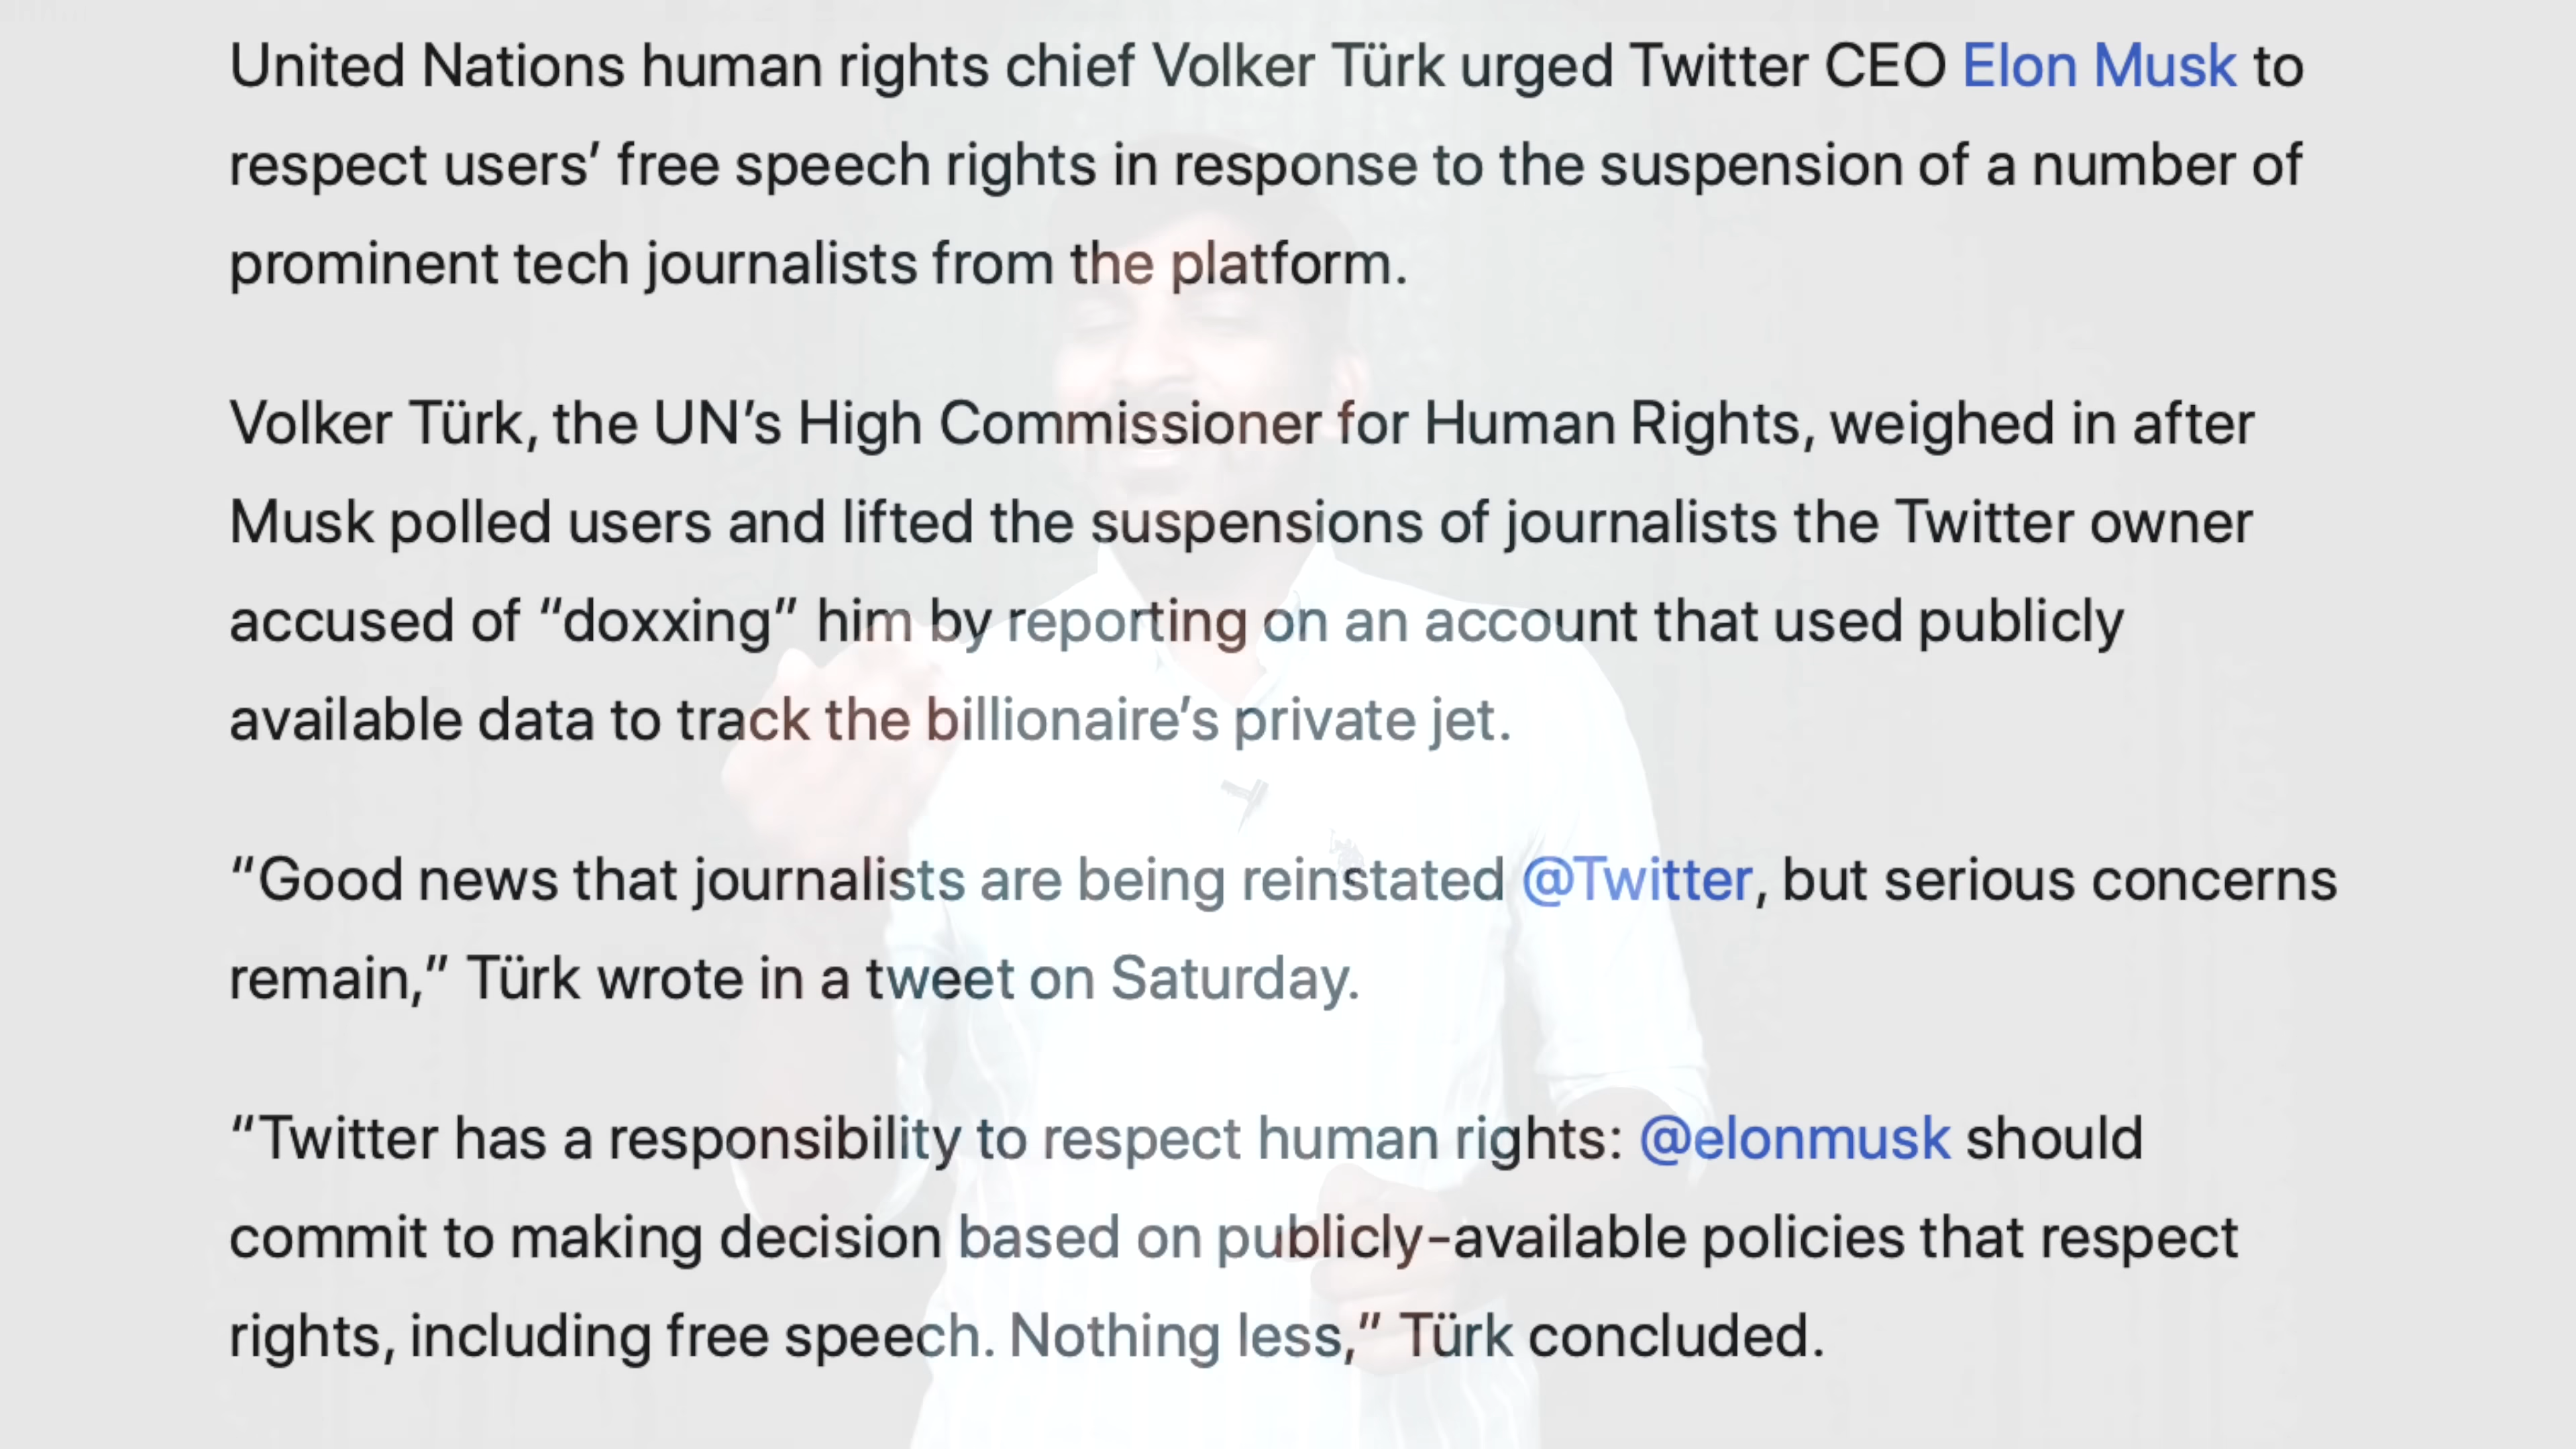 United Nations human rights chief Volker Türk urged Twitter CEO Elon Musk to
respect users’ free speech rights in response to the suspension of a number of
prominent tech journalists from the platform.
Volker Türk, the UN’s High Commissioner for Human Rights, weighed in after
Musk polled users and lifted the suspensions of journalists the Twitter owner
accused of “doxxing” him by reporting on an account that used publicly
available data to track the billionaire’s private jet.
“Good news that journalists are being reinstated @Twitter, but serious concerns
remain,” Türk wrote in a tweet on Saturday.
“Twitter has a responsibility to respect human rights: @elonmusk should
commit to making decision based on publicly-available policies that respect
rights, including free speech. Nothing less,” Türk concluded.